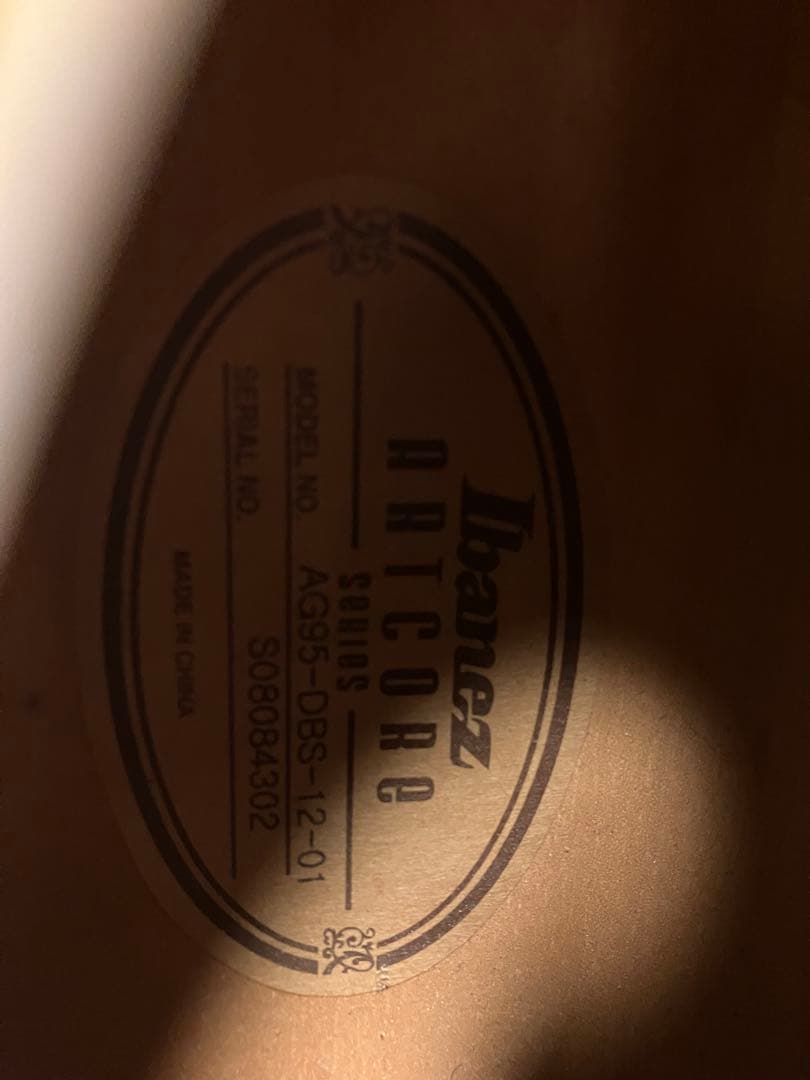 Ibanez
ARTCORE
SERIES
MODEL NO. AG95-DBS-12-01
SERIAL NO. S08084302
MADE IN CHINA